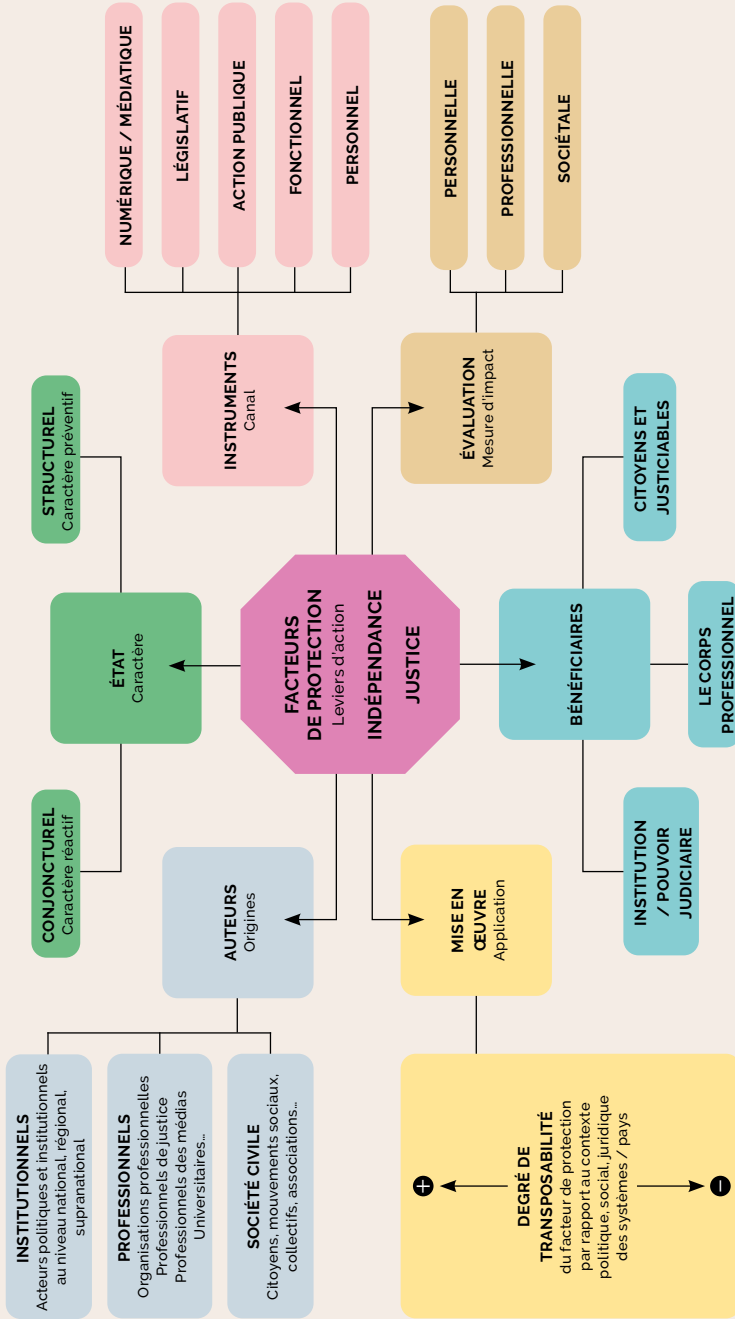 INSTITUTIONNELS
Acteurs politiques et institutionnels
au niveau national, régional,
supranational
PROFESSIONNELS
Organisations professionnelles
Professionnels de justice
Professionnels des médias
Universitaires...
SOCIÉTÉ CIVILE
Citoyens, mouvements sociaux,
collectifs, associations...
AUTEURS
Origines
CONJONCTUREL
Caractère réactif
ÉTAT
Caractère
STRUCTUREL
Caractère préventif
INSTRUMENTS
Canal
NUMÉRIQUE / MÉDIATIQUE
LÉGISLATIF
ACTION PUBLIQUE
FONCTIONNEL
PERSONNEL
FACTEURS
DE PROTECTION
Leviers d'action
INDÉPENDANCE
JUSTICE
DEGRÉ DE
TRANSPOSABILITÉ
du facteur de protection
par rapport au contexte
politique, social, juridique
des systèmes / pays
+
−
MISE EN
ŒUVRE
Application
INSTITUTION
/ POUVOIR
JUDICIAIRE
BÉNÉFICIAIRES
LE CORPS
PROFESSIONNEL
CITOYENS ET
JUSTICIABLES
ÉVALUATION
Mesure d'impact
PERSONNELLE
PROFESSIONNELLE
SOCIÉTALE